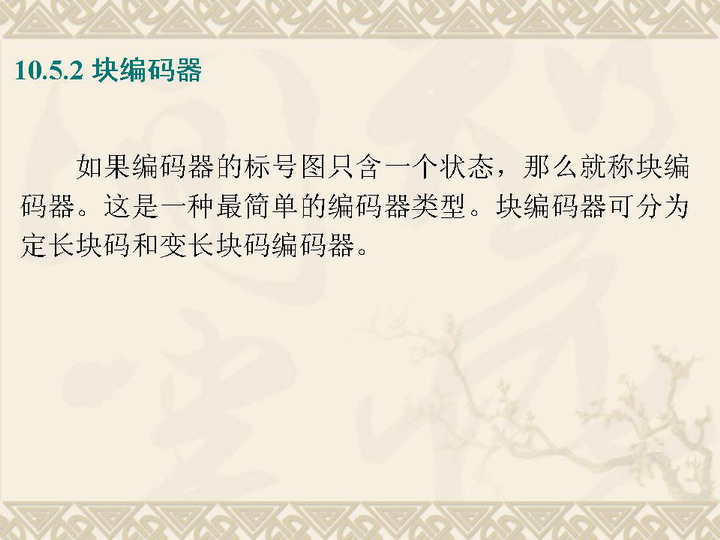 10.5.2 块编码器
如果编码器的标号图只含一个状态，那么就称块编
码器。这是一种最简单的编码器类型。块编码器可分为
定长块码和变长块码编码器。